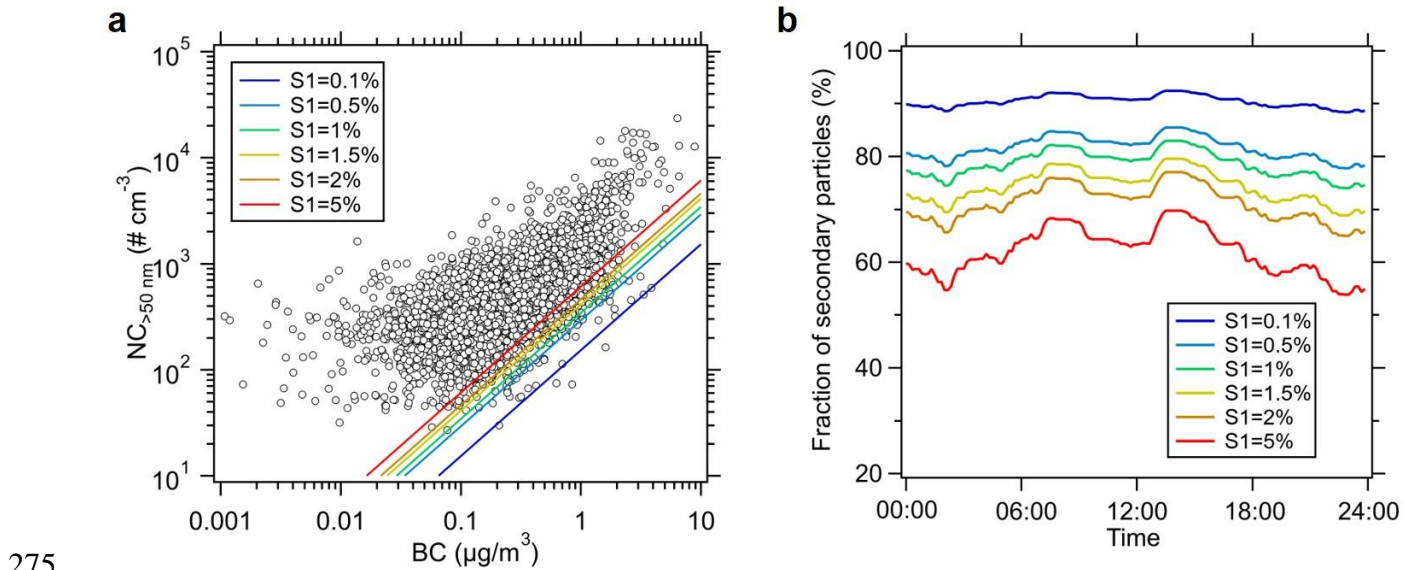 a
10^5
10^4
10^3
10^2
10^1
NC>50 nm (# cm^-3)
S1=0.1%
S1=0.5%
S1=1%
S1=1.5%
S1=2%
S1=5%
0.001
0.01
0.1
1
10
BC (µg/m^3)
b
100
80
60
40
20
Fraction of secondary particles (%)
S1=0.1%
S1=0.5%
S1=1%
S1=1.5%
S1=2%
S1=5%
00:00
06:00
12:00
18:00
24:00
Time
275